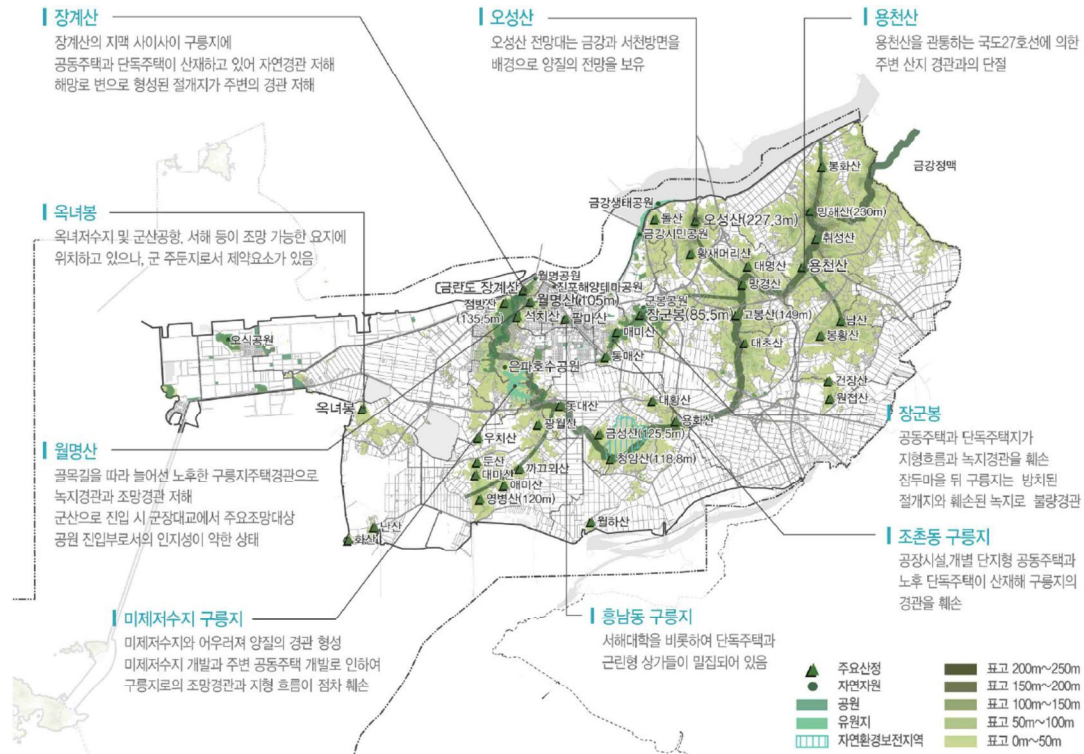 장계산
장계산의 지맥 사이사이 구릉지에
공동주택과 단독주택이 산재하고 있어 자연경관 저해
해망로 변으로 형성된 절개지가 주변의 경관 저해
오성산
오성산 전망대는 금강과 서천방면을
배경으로 양질의 전망을 보유
용천산
용천산을 관통하는 국도27호선에 의한
주변 산지 경관과의 단절
옥녀봉
옥녀저수지 및 군산공항, 서해 등이 조망 가능한 요지에
위치하고 있으나, 군 주둔지로서 제약요소가 있음
금강정맥
봉화산
금강생태공원
돌산
오성산(227.3m)
망해산(230m)
금강시민공원
취성산
황새머리산
대명산
용천산
월명공원
망경산
금란도
장계산
진포해양테마공원
군봉공원
점방산
(135.5m)
월명산(105m)
석치산
팔마산
장군봉(85.5m)
고봉산(149m)
남산
봉황산
오식공원
매미산
대초산
통매산
은파호수공원
건장산
원접산
옥녀봉
돗대산
대황산
광월산
금성산(125.5m)
용화산
우치산
청암산(118.8m)
둔산
대마산
까끄메산
애미산
영병산(120m)
월하산
난산
화산
월명산
골목길을 따라 늘어선 노후한 구릉지주택경관으로
녹지경관과 조망경관 저해
군산으로 진입 시 군장대교에서 주요조망대상
공원 진입부로서의 인지성이 약한 상태
장군봉
공동주택과 단독주택지가
지형흐름과 녹지경관을 훼손
장두마을 뒤 구릉지는 방치된
절개지와 훼손된 녹지로 불량경관
조촌동 구릉지
공장시설,개별 단지형 공동주택과
노후 단독주택이 산재해 구릉지의
경관을 훼손
미제저수지 구릉지
미제저수지와 어우러져 양질의 경관 형성
미제저수지 개발과 주변 공동주택 개발로 인하여
구릉지로의 조망경관과 지형 흐름이 점차 훼손
흥남동 구릉지
서해대학을 비롯하여 단독주택과
근린형 상가들이 밀집되어 있음
주요산정
자연자원
공원
유원지
자연환경보전지역
표고 200m~250m
표고 150m~200m
표고 100m~150m
표고 50m~100m
표고 0m~50m